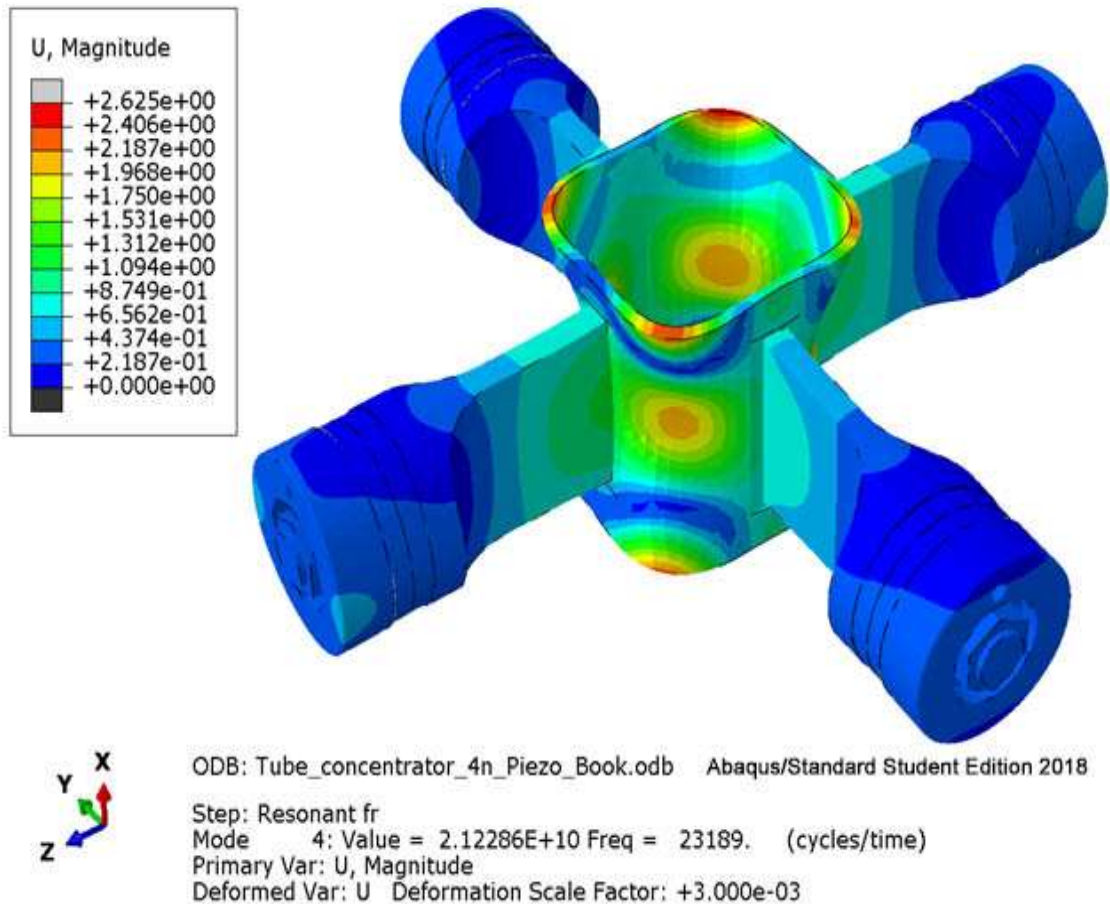 U, Magnitude
+2.625e+00
+2.406e+00
+2.187e+00
+1.968e+00
+1.750e+00
+1.531e+00
+1.312e+00
+1.094e+00
+8.749e-01
+6.562e-01
+4.374e-01
+2.187e-01
+0.000e+00
X
Y
Z
ODB: Tube_concentrator_4n_Piezo_Book.odb Abaqus/Standard Student Edition 2018
Step: Resonant fr
Mode 4: Value = 2.12286E+10 Freq = 23189. (cycles/time)
Primary Var: U, Magnitude
Deformed Var: U Deformation Scale Factor: +3.000e-03